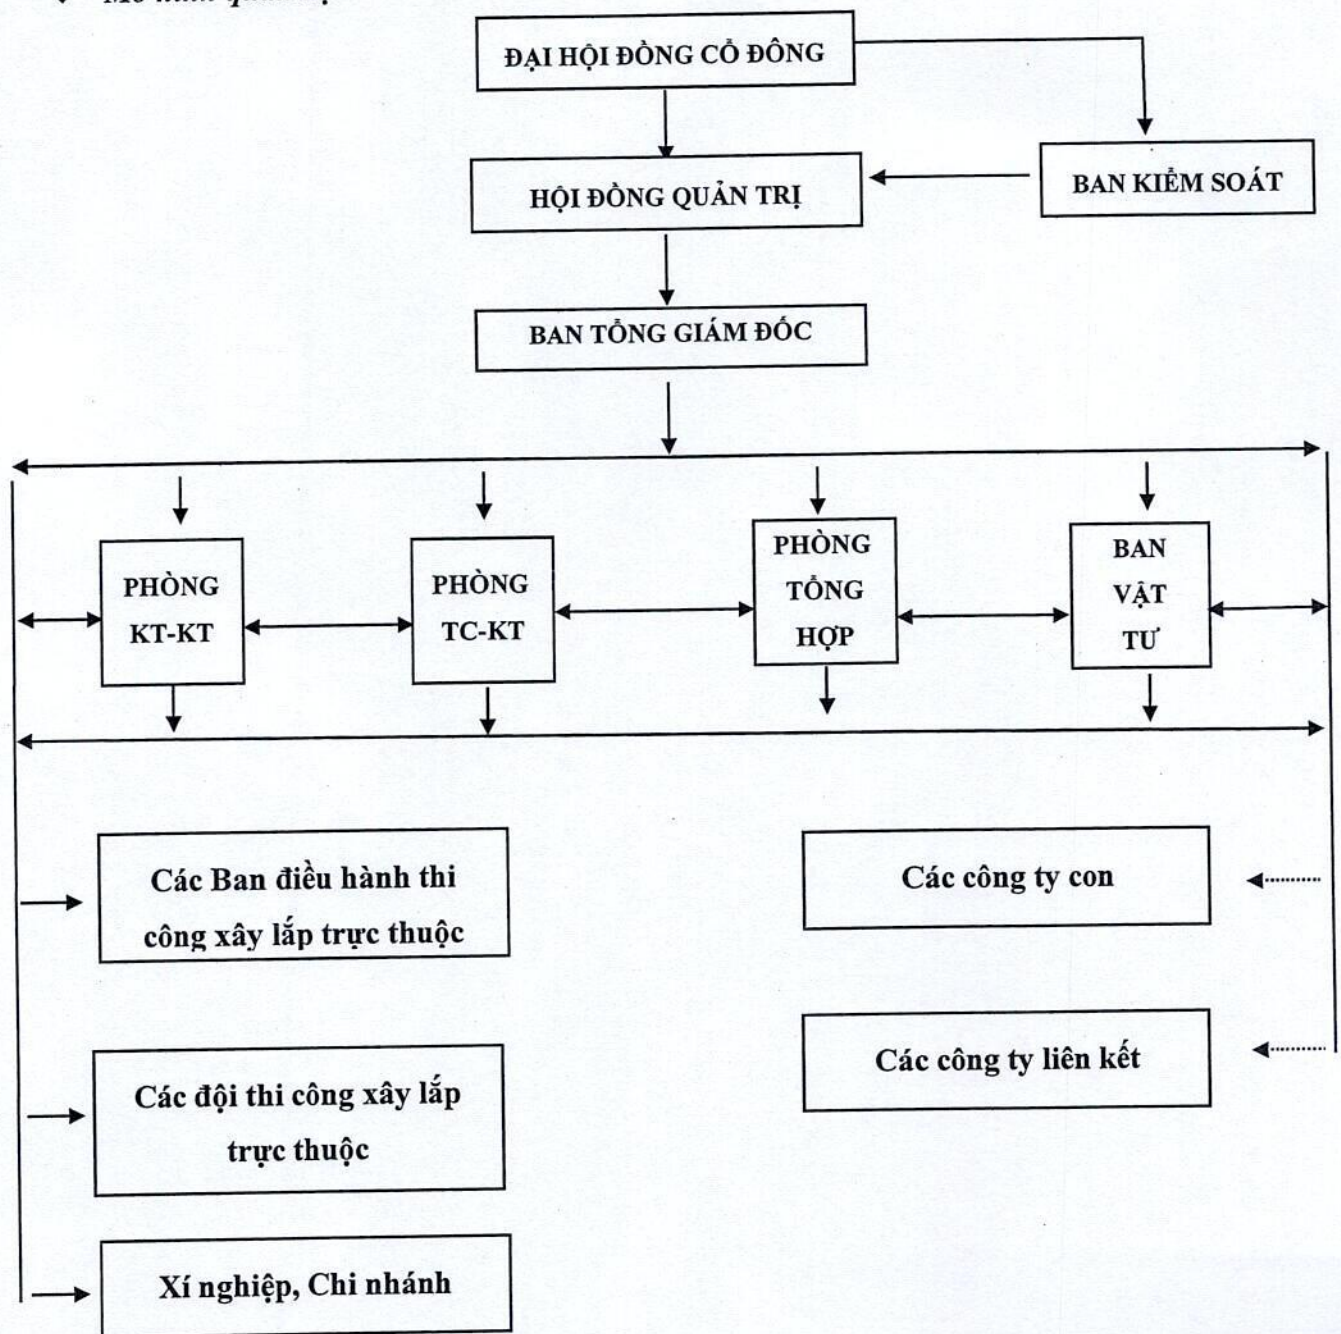 ĐẠI HỘI ĐỒNG CỔ ĐÔNG
HỘI ĐỒNG QUẢN TRỊ
BAN KIỂM SOÁT
BAN TỔNG GIÁM ĐỐC
PHÒNG
KT-KT
PHÒNG
TC-KT
PHÒNG
TỔNG
HỢP
BAN
VẬT
TƯ
Các Ban điều hành thi
công xây lắp trực thuộc
Các công ty con
Các đội thi công xây lắp
trực thuộc
Các công ty liên kết
Xí nghiệp, Chi nhánh